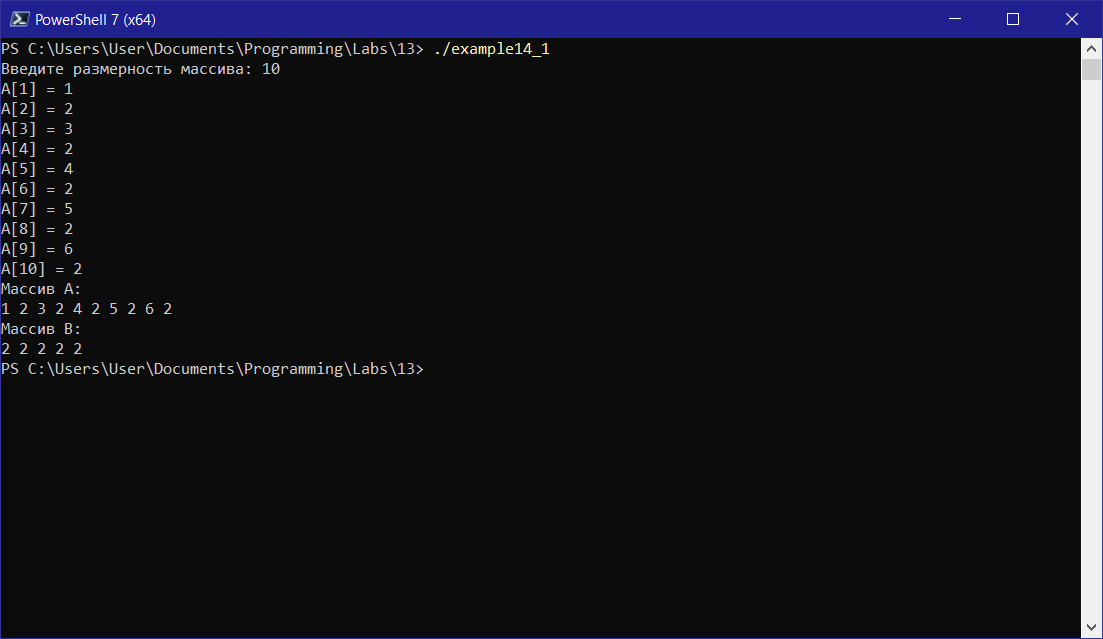 PowerShell 7 (x64)
PS C:\Users\User\Documents\Programming\Labs\13> ./example14_1
Введите размерность массива: 10
A[1] = 1
A[2] = 2
A[3] = 3
A[4] = 2
A[5] = 4
A[6] = 2
A[7] = 5
A[8] = 2
A[9] = 6
A[10] = 2
Массив A:
1 2 3 2 4 2 5 2 6 2
Массив B:
2 2 2 2 2
PS C:\Users\User\Documents\Programming\Labs\13>